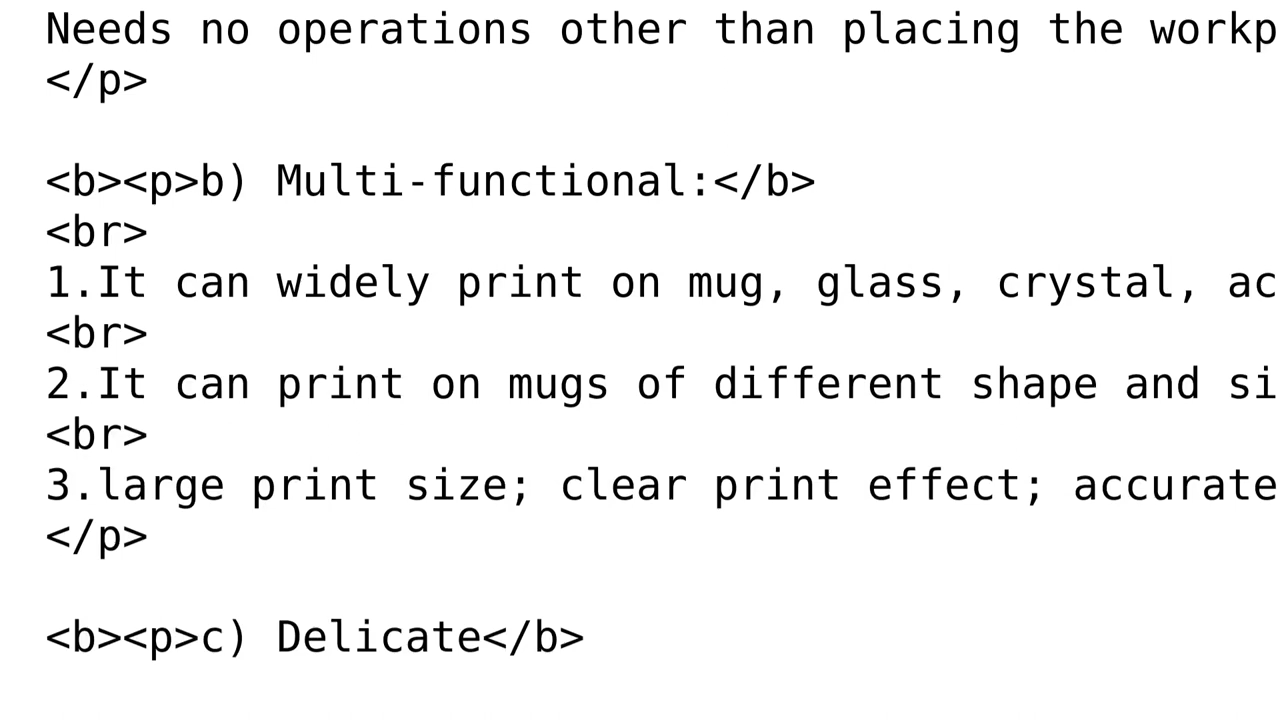 Needs no operations other than placing the workp
</p>
<b><p>b) Multi-functional:</b>
<br>
1.It can widely print on mug, glass, crystal, ac
<br>
2.It can print on mugs of different shape and si
<br>
3.large print size; clear print effect; accurate
</p>
<b><p>c) Delicate</b>